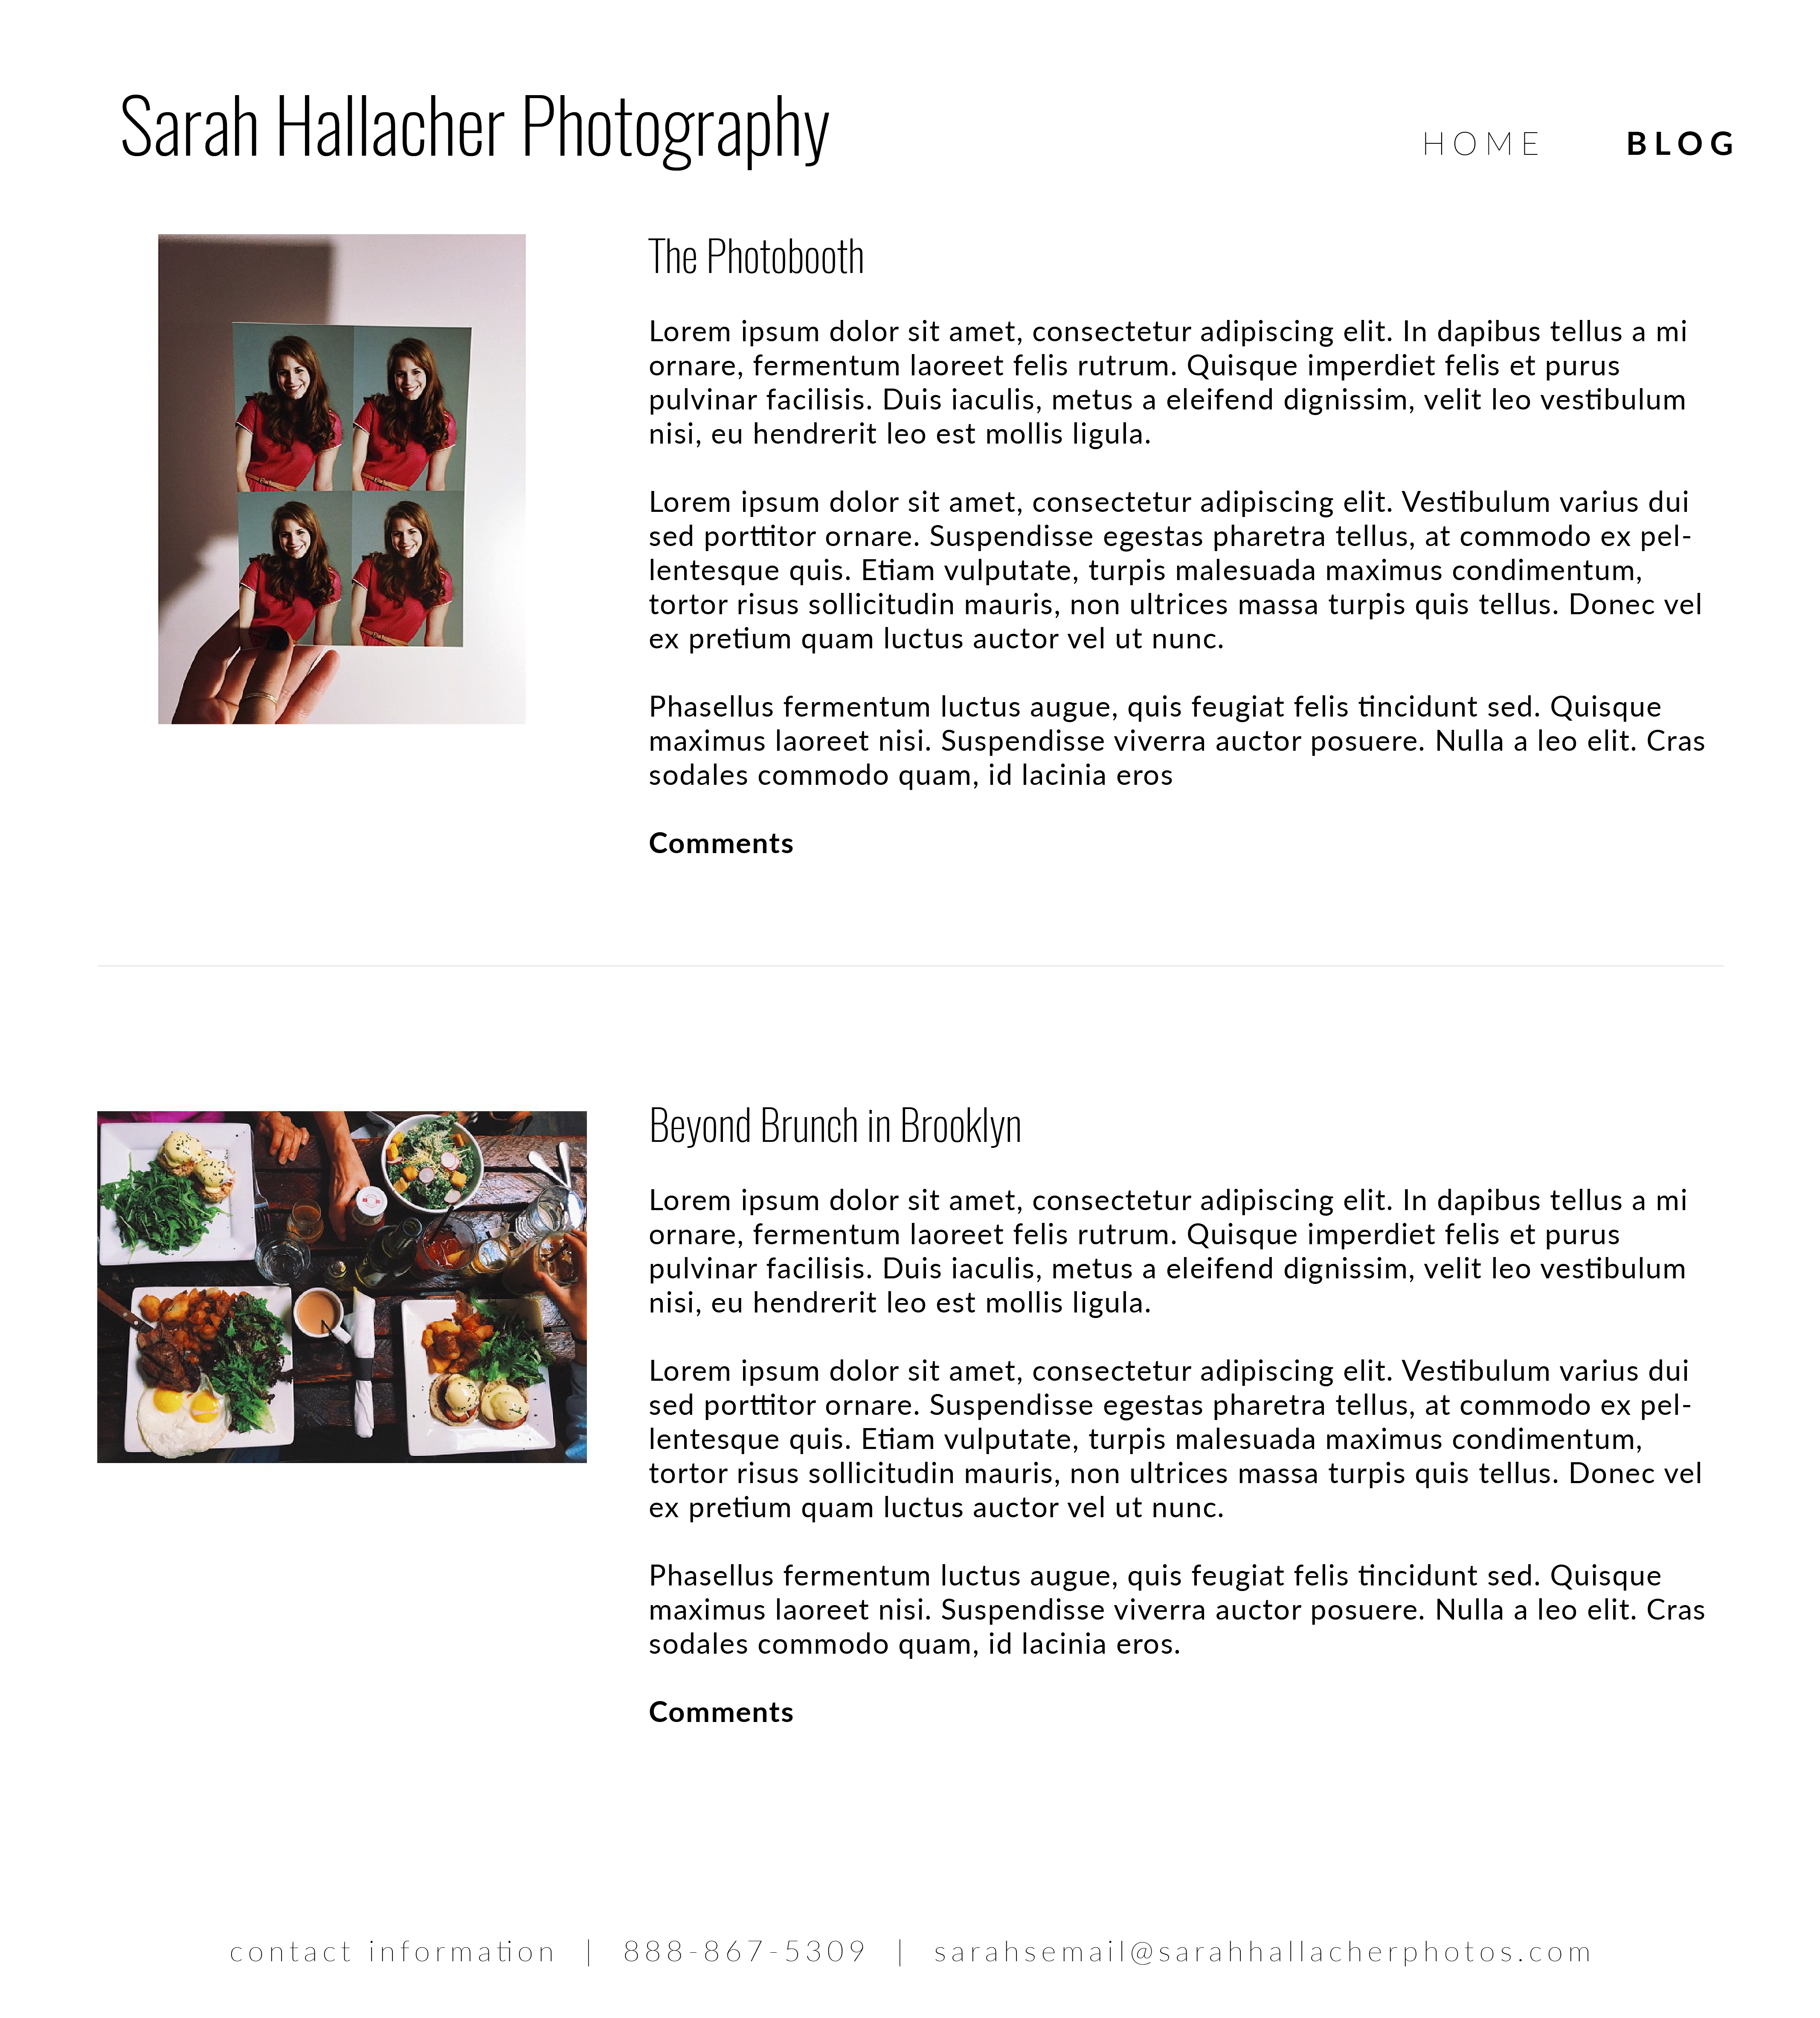 Sarah Hallacher Photography
HOME BLOG
The Photobooth
Lorem ipsum dolor sit amet, consectetur adipiscing elit. In dapibus tellus a mi
ornare, fermentum laoreet felis rutrum. Quisque imperdiet felis et purus
pulvinar facilisis. Duis iaculis, metus a eleifend dignissim, velit leo vestibulum
nisi, eu hendrerit leo est mollis ligula.
Lorem ipsum dolor sit amet, consectetur adipiscing elit. Vestibulum varius dui
sed porttitor ornare. Suspendisse egestas pharetra tellus, at commodo ex pel-
lentesque quis. Etiam vulputate, turpis malesuada maximus condimentum,
tortor risus sollicitudin mauris, non ultrices massa turpis quis tellus. Donec vel
ex pretium quam luctus auctor vel ut nunc.
Phasellus fermentum luctus augue, quis feugiat felis tincidunt sed. Quisque
maximus laoreet nisi. Suspendisse viverra auctor posuere. Nulla a leo elit. Cras
sodales commodo quam, id lacinia eros
Comments
Beyond Brunch in Brooklyn
Lorem ipsum dolor sit amet, consectetur adipiscing elit. In dapibus tellus a mi
ornare, fermentum laoreet felis rutrum. Quisque imperdiet felis et purus
pulvinar facilisis. Duis iaculis, metus a eleifend dignissim, velit leo vestibulum
nisi, eu hendrerit leo est mollis ligula.
Lorem ipsum dolor sit amet, consectetur adipiscing elit. Vestibulum varius dui
sed porttitor ornare. Suspendisse egestas pharetra tellus, at commodo ex pel-
lentesque quis. Etiam vulputate, turpis malesuada maximus condimentum,
tortor risus sollicitudin mauris, non ultrices massa turpis quis tellus. Donec vel
ex pretium quam luctus auctor vel ut nunc.
Phasellus fermentum luctus augue, quis feugiat felis tincidunt sed. Quisque
maximus laoreet nisi. Suspendisse viverra auctor posuere. Nulla a leo elit. Cras
sodales commodo quam, id lacinia eros.
Comments
contact information | 888-867-5309 | sarahsemail@sarahhallacherphotos.com